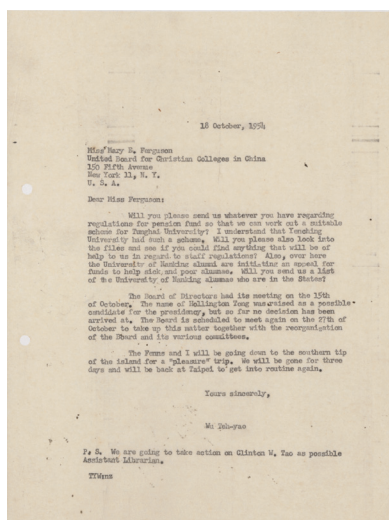 18 October, 1954
Miss Mary E. Ferguson
United Board for Christian Colleges in China
150 Fifth Avenue
New York 11, N. Y.
U. S. A.
Dear Miss Ferguson:
Will you please send us whatever you have regarding
regulations for pension fund so that we can work out a suitable
scheme for Tunghai University? I understand that Yenching
University had such a scheme. Will you please also look into
the files and see if you could find anything that will be of
help to us in regard to staff regulations? Also, over here
the University of Nanking alumni are initiating an appeal for
funds to help sick and poor alumnae. Will you send us a list
of the University of Nanking alumnae who are in the States?
The Board of Directors had its meeting on the 15th
of October. The name of Hollington Tong was raised as a possible
candidate for the presidency, but so far no decision has been
arrived at. The Board is scheduled to meet again on the 27th of
October to take up this matter together with the reorganization
of the Board and its various committees.
The Fenns and I will be going down to the southern tip
of the island for a "pleasure" trip. We will be gone for three
days and will be back at Taipei to get into routine again.
Yours sincerely,
Wu Teh-yao
P. S. We are going to take action on Clinton W. Yao as possible
Assistant Librarian.
TYW:nz